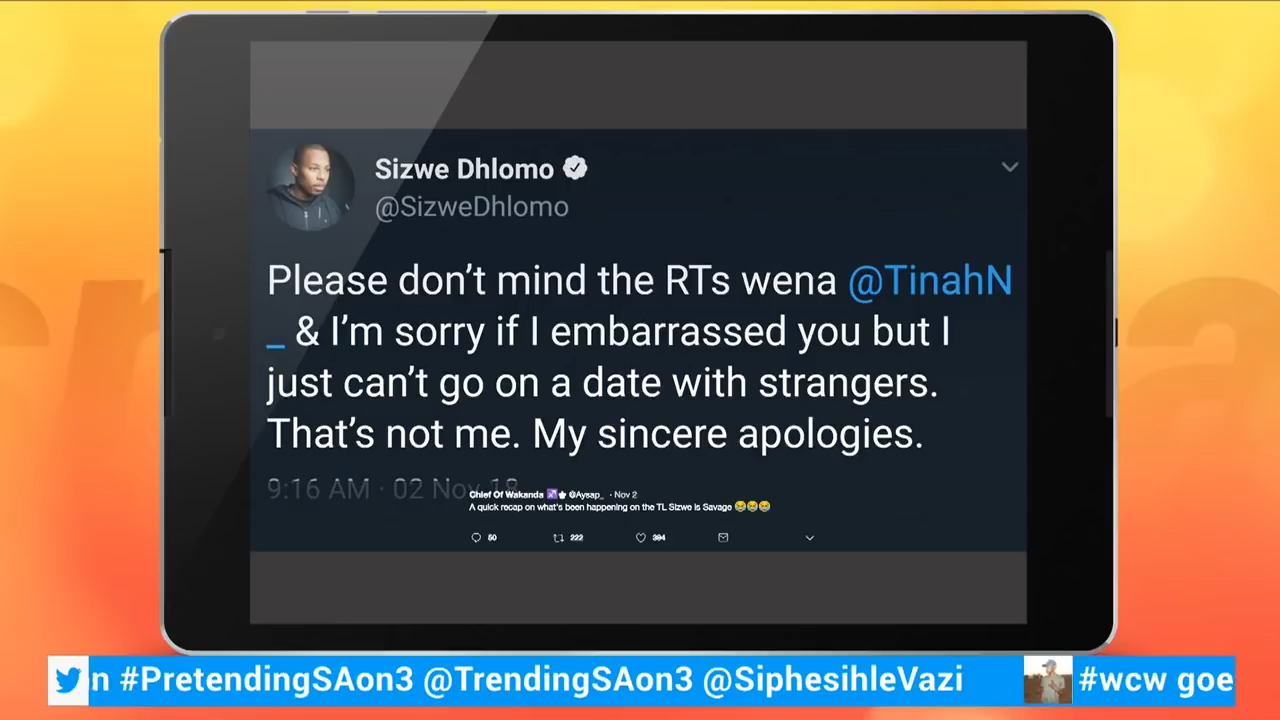 Sizwe Dhlomo
@SizweDhlomo
Please don't mind the RTs wena @TinahN
_ & I'm sorry if I embarrassed you but I
just can't go on a date with strangers.
That's not me. My sincere apologies.
9:16 AM · 02 Nov 18
Chief Of Wakanda @Aysap_ · Nov 2
A quick recap on what's been happening on the TL Sizwe is Savage 😂😂😂
50 222 394
n #PretendingSAon3 @TrendingSAon3 @SiphesihleVazi #wcw goe